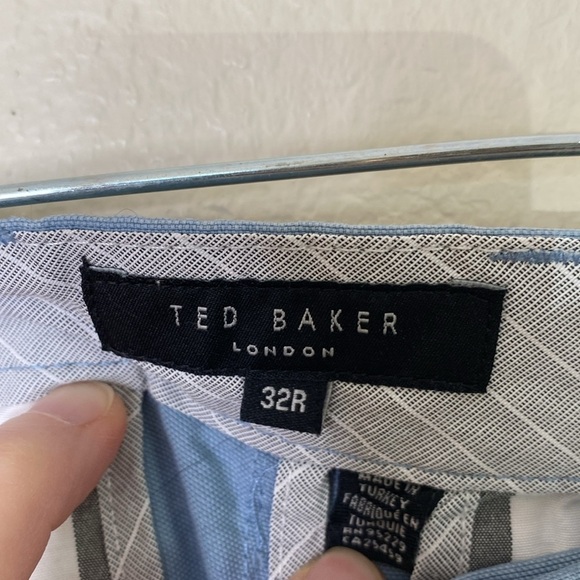 TED BAKER
LONDON
32R
MADE IN
TURKEY
FABRIQUE EN
TURQUIE